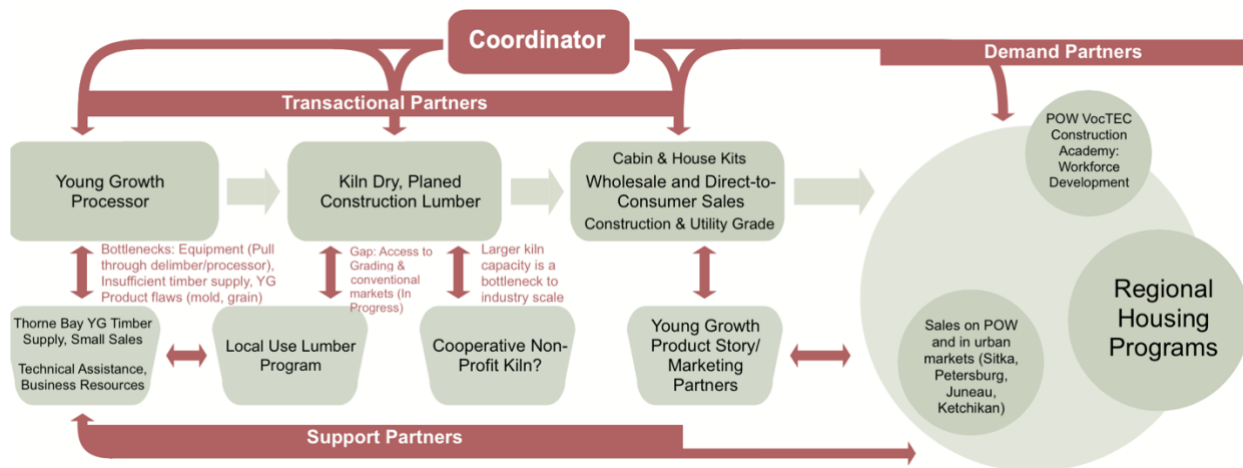 Coordinator
Demand Partners
Transactional Partners
Young Growth
Processor
Kiln Dry, Planed
Construction Lumber
Cabin & House Kits
Wholesale and Direct-to-
Consumer Sales
Construction & Utility Grade
POW VocTEC
Construction
Academy:
Workforce
Development
Bottlenecks: Equipment (Pull
through delimber/processor),
Insufficient timber supply, YG
Product flaws (mold, grain)
Gap: Access to
Grading &
conventional
markets (In
Progress)
Larger kiln
capacity is a
bottleneck to
industry scale
Regional
Housing
Programs
Thorne Bay YG Timber
Supply, Small Sales
Technical Assistance,
Business Resources
Local Use Lumber
Program
Cooperative Non-
Profit Kiln?
Young Growth
Product Story/
Marketing
Partners
Sales on POW
and in urban
markets (Sitka,
Petersburg,
Juneau,
Ketchikan)
Support Partners